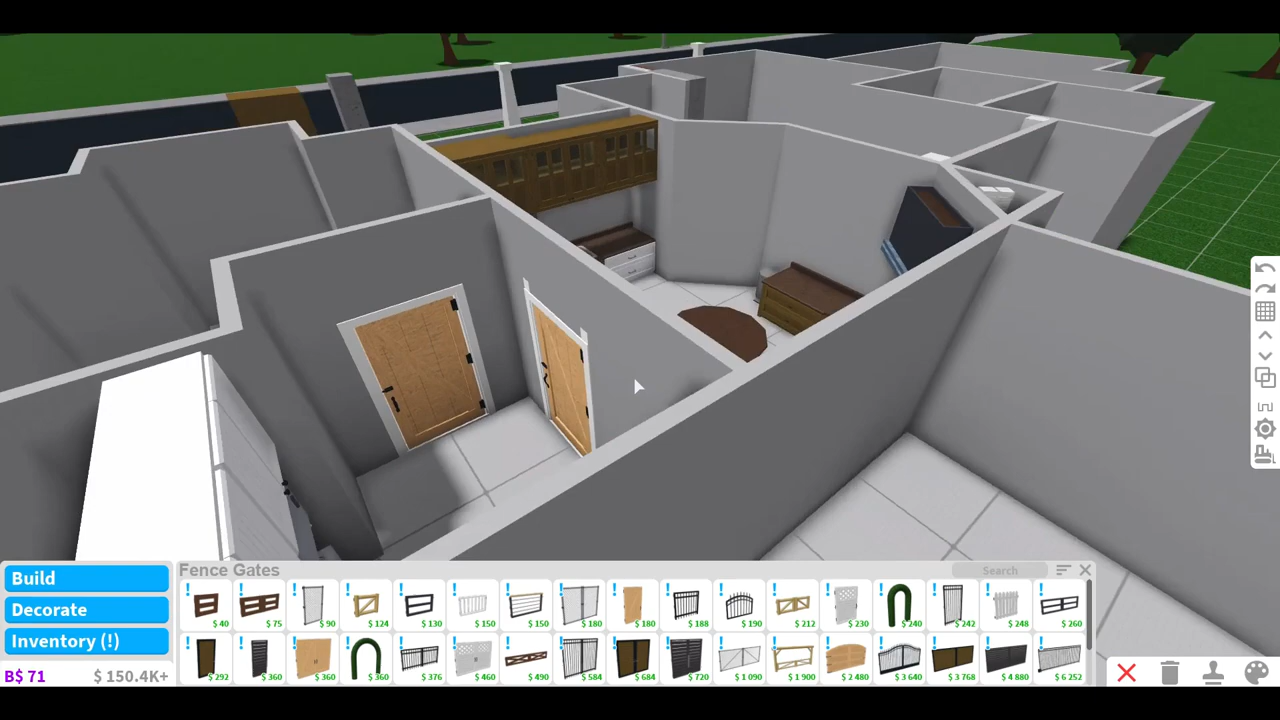 Fence Gates
Search
Build
Decorate
Inventory (!)
B$ 71
$ 150.4K+
! ! ! ! ! ! ! ! ! ! ! ! ! ! ! ! !
$ 40 $ 75 $ 90 $ 124 $ 130 $ 150 $ 150 $ 180 $ 180 $ 188 $ 190 $ 212 $ 230 $ 240 $ 242 $ 248 $ 260
! ! ! ! ! ! ! ! ! ! ! ! ! ! ! ! !
$ 292 $ 360 $ 360 $ 360 $ 376 $ 460 $ 490 $ 584 $ 684 $ 720 $ 1 090 $ 1 900 $ 2 480 $ 3 640 $ 3 768 $ 4 880 $ 6 252